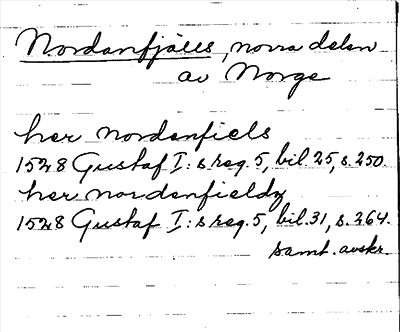 Nordanfjälls, norra delen
av Norge
her nordenfiels
1528 Gustaf I:s reg. 5, bil. 25, s. 250.
her nordenfieldz
1528 Gustaf I:s reg. 5, bil. 31, s. 264.
samt. avskr.